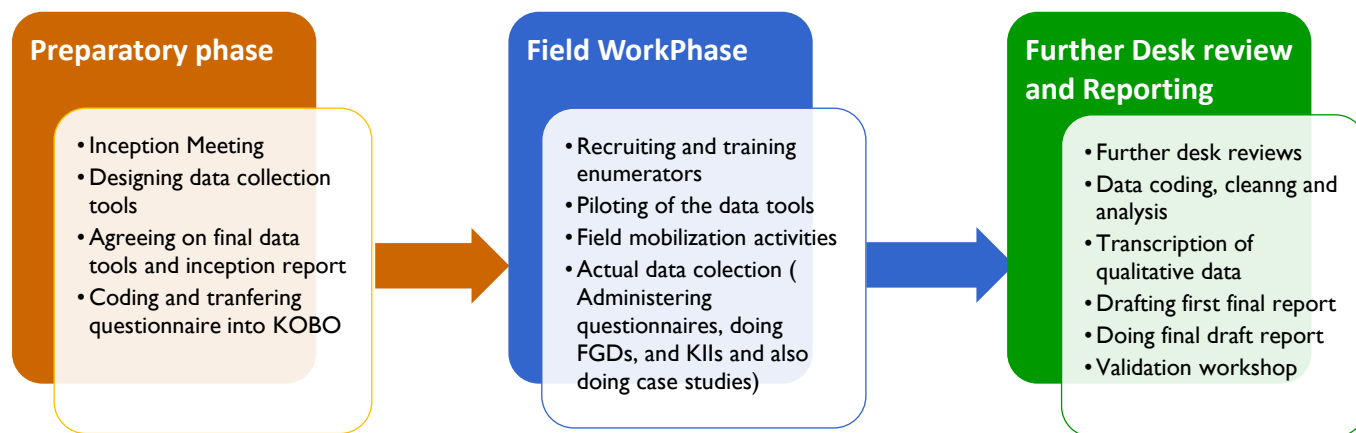 Preparatory phase
• Inception Meeting
• Designing data collection
tools
• Agreeing on final data
tools and inception report
• Coding and tranfering
questionnaire into KOBO
Field WorkPhase
• Recruiting and training
enumerators
• Piloting of the data tools
• Field mobilization activities
• Actual data colection (
Administering
questionnaires, doing
FGDs, and KIIs and also
doing case studies)
Further Desk review
and Reporting
• Further desk reviews
• Data coding, cleanng and
analysis
• Transcription of
qualitative data
• Drafting first final report
• Doing final draft report
• Validation workshop